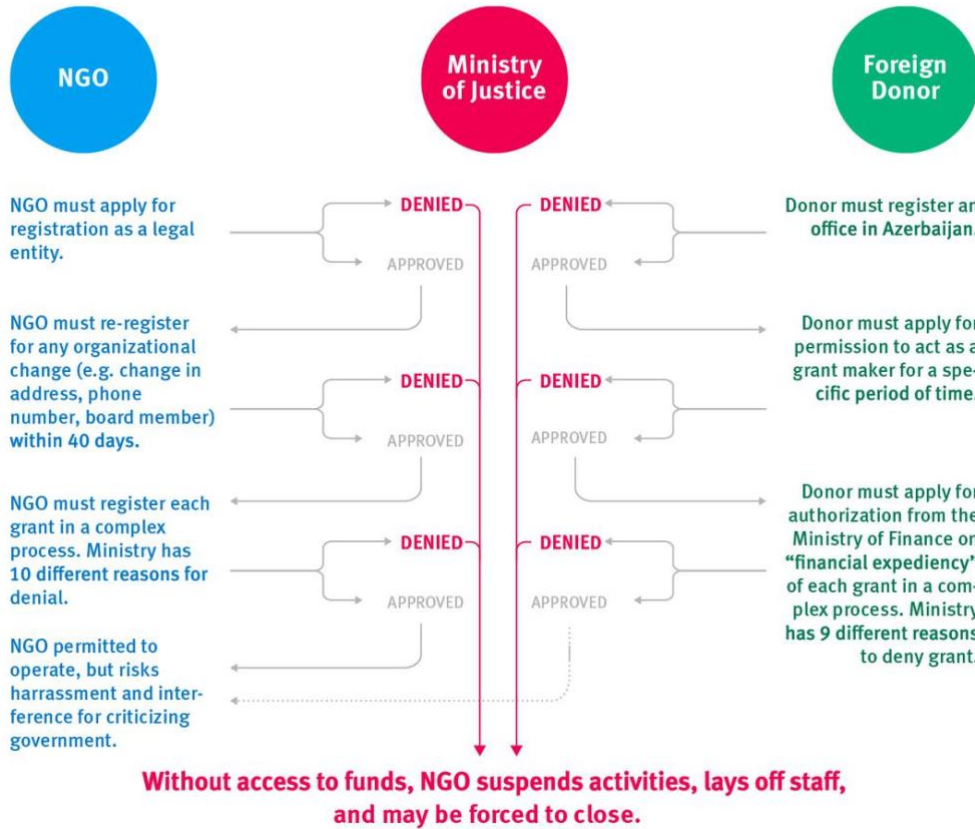 NGO
Ministry
of Justice
Foreign
Donor
NGO must apply for
registration as a legal
entity.
DENIED
APPROVED
DENIED
APPROVED
Donor must register an
office in Azerbaijan.
NGO must re-register
for any organizational
change (e.g. change in
address, phone
number, board member)
within 40 days.
DENIED
APPROVED
DENIED
APPROVED
Donor must apply for
permission to act as a
grant maker for a spe-
cific period of time.
NGO must register each
grant in a complex
process. Ministry has
10 different reasons for
denial.
DENIED
APPROVED
DENIED
APPROVED
Donor must apply for
authorization from the
Ministry of Finance on
“financial expediency”
of each grant in a com-
plex process. Ministry
has 9 different reasons
to deny grant.
NGO permitted to
operate, but risks
harrassment and inter-
ference for criticizing
government.
Without access to funds, NGO suspends activities, lays off staff,
and may be forced to close.